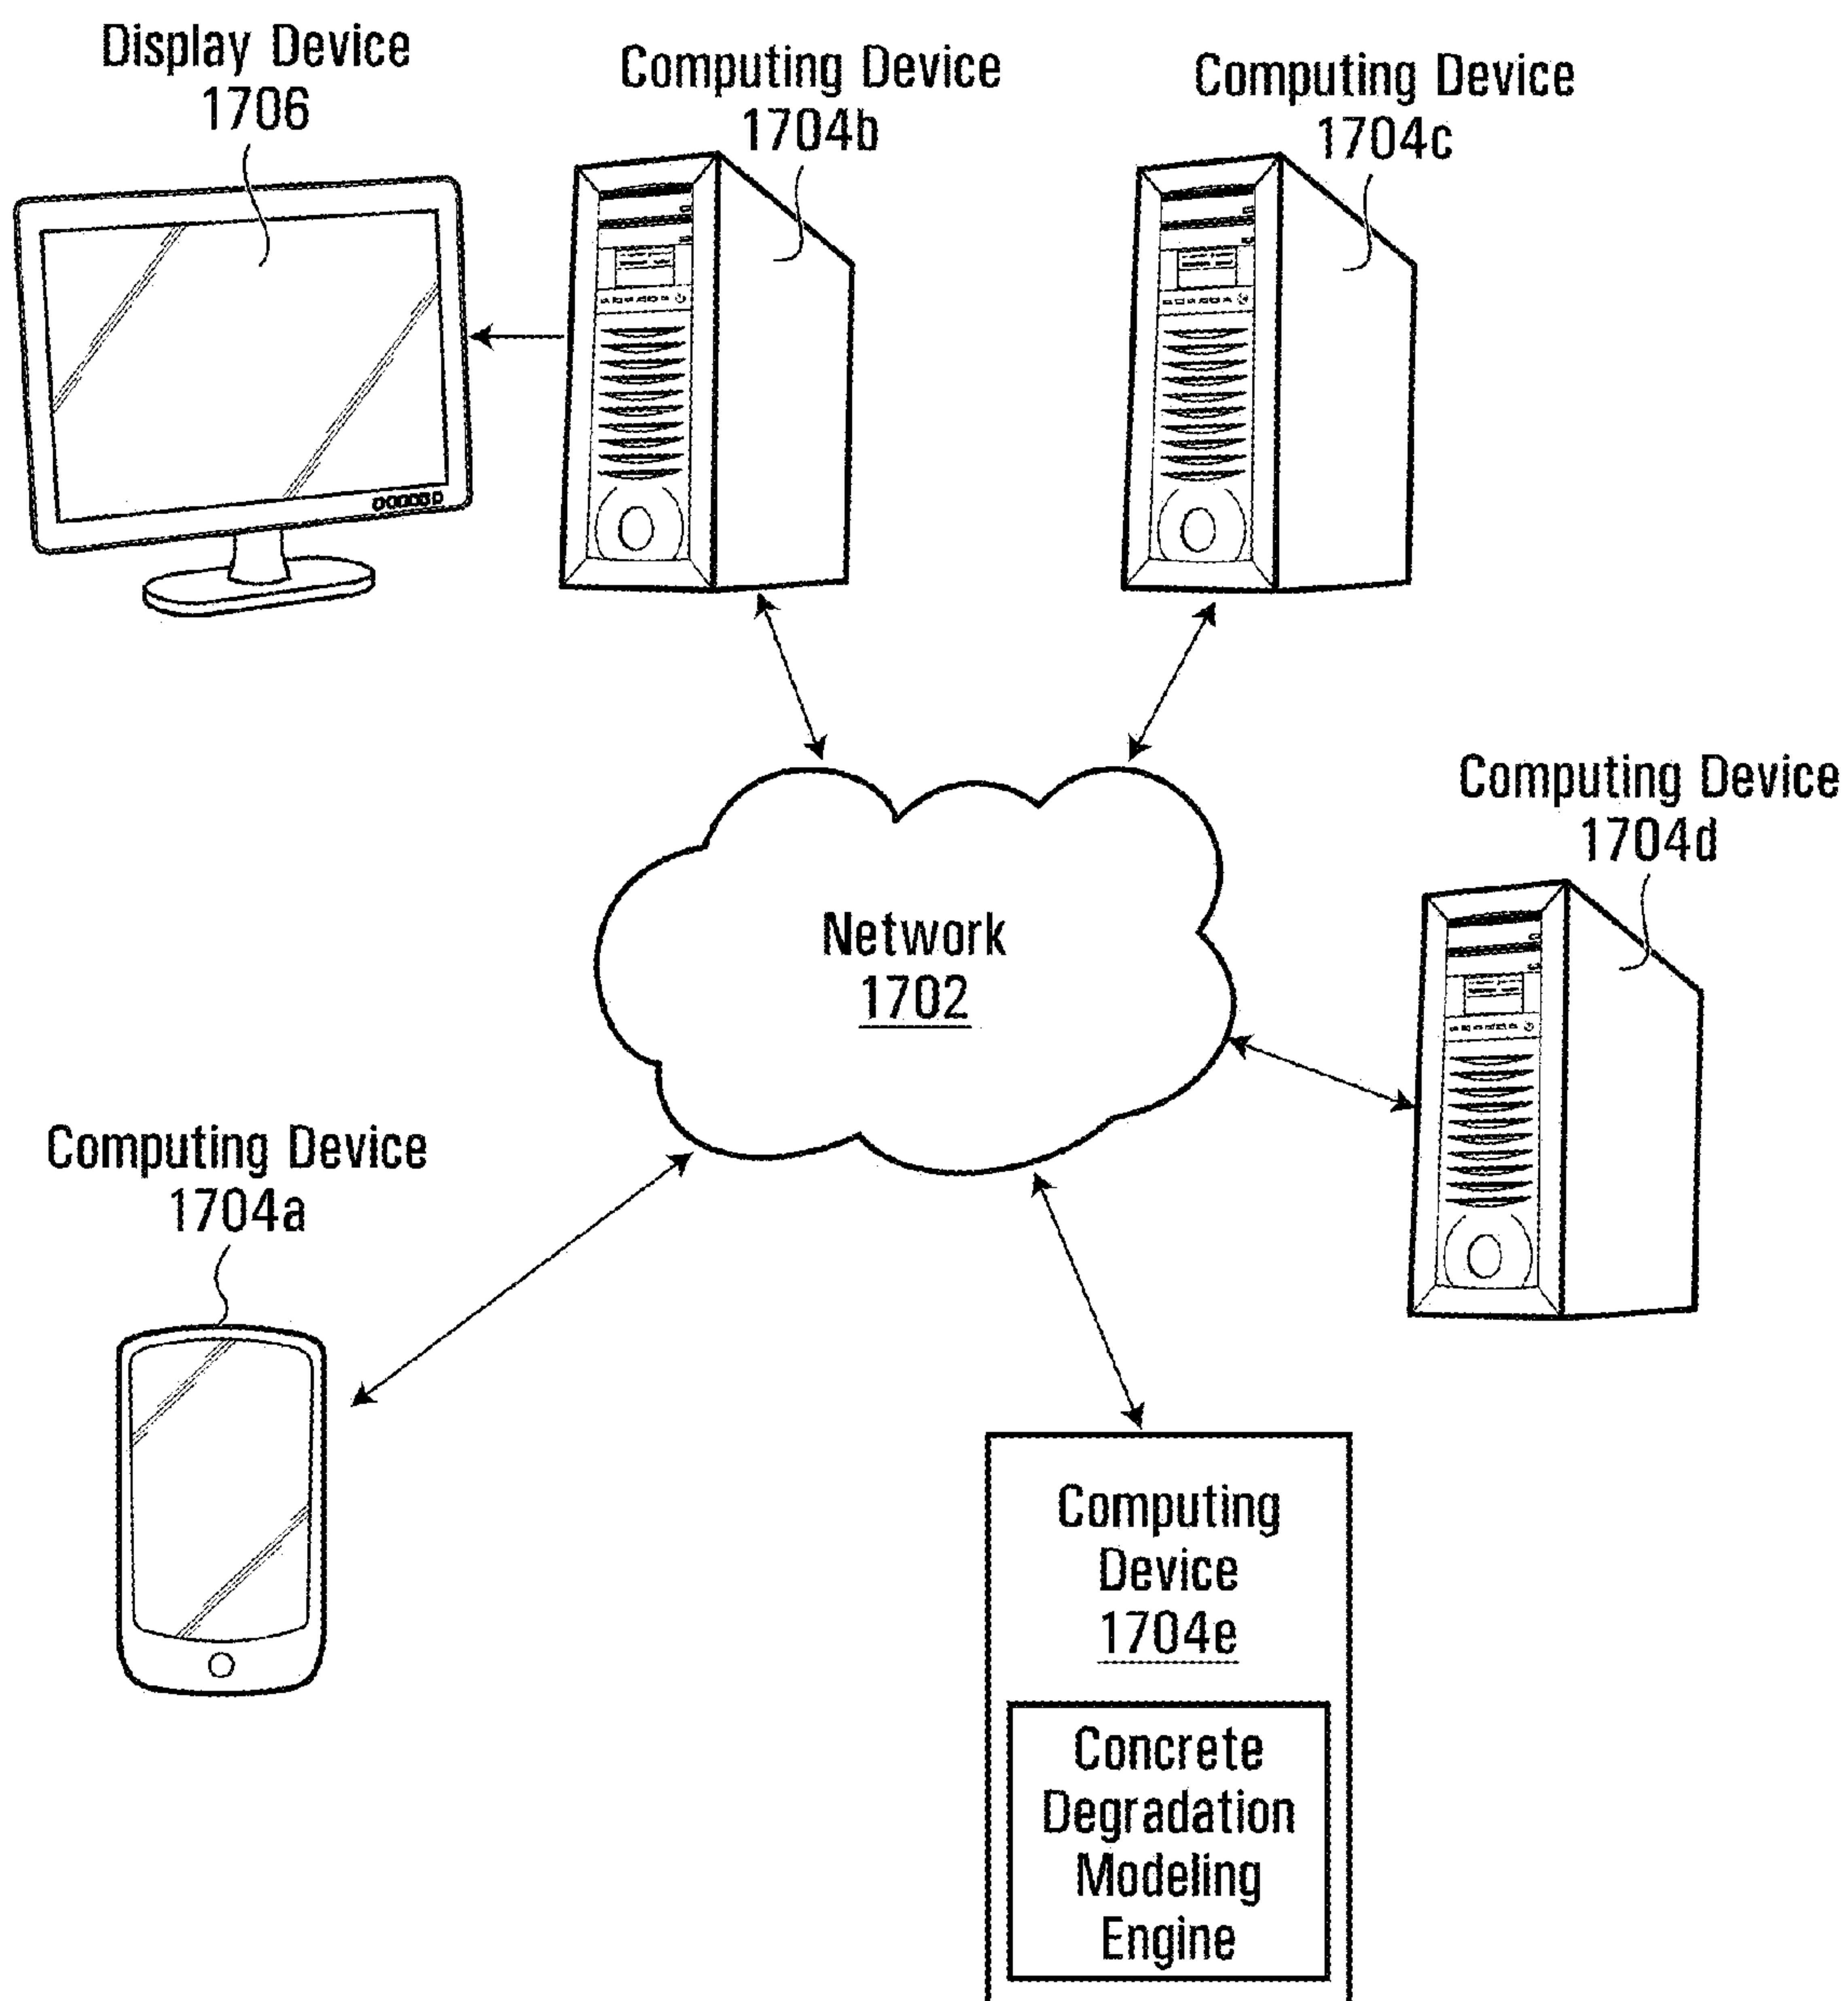 Display Device
1706
Computing Device
1704b
Computing Device
1704c
Computing Device
1704d
Network
1702
Computing Device
1704a
Computing
Device
1704e
Concrete
Degradation
Modeling
Engine